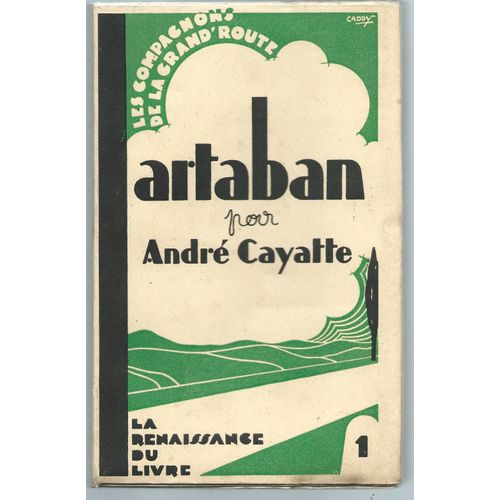 CADDY
LES COMPAGNONS
DE LA GRAND' ROUTE
artaban
par
André Cayatte
LA
RENAISSANCE
DU
LIVRE
1